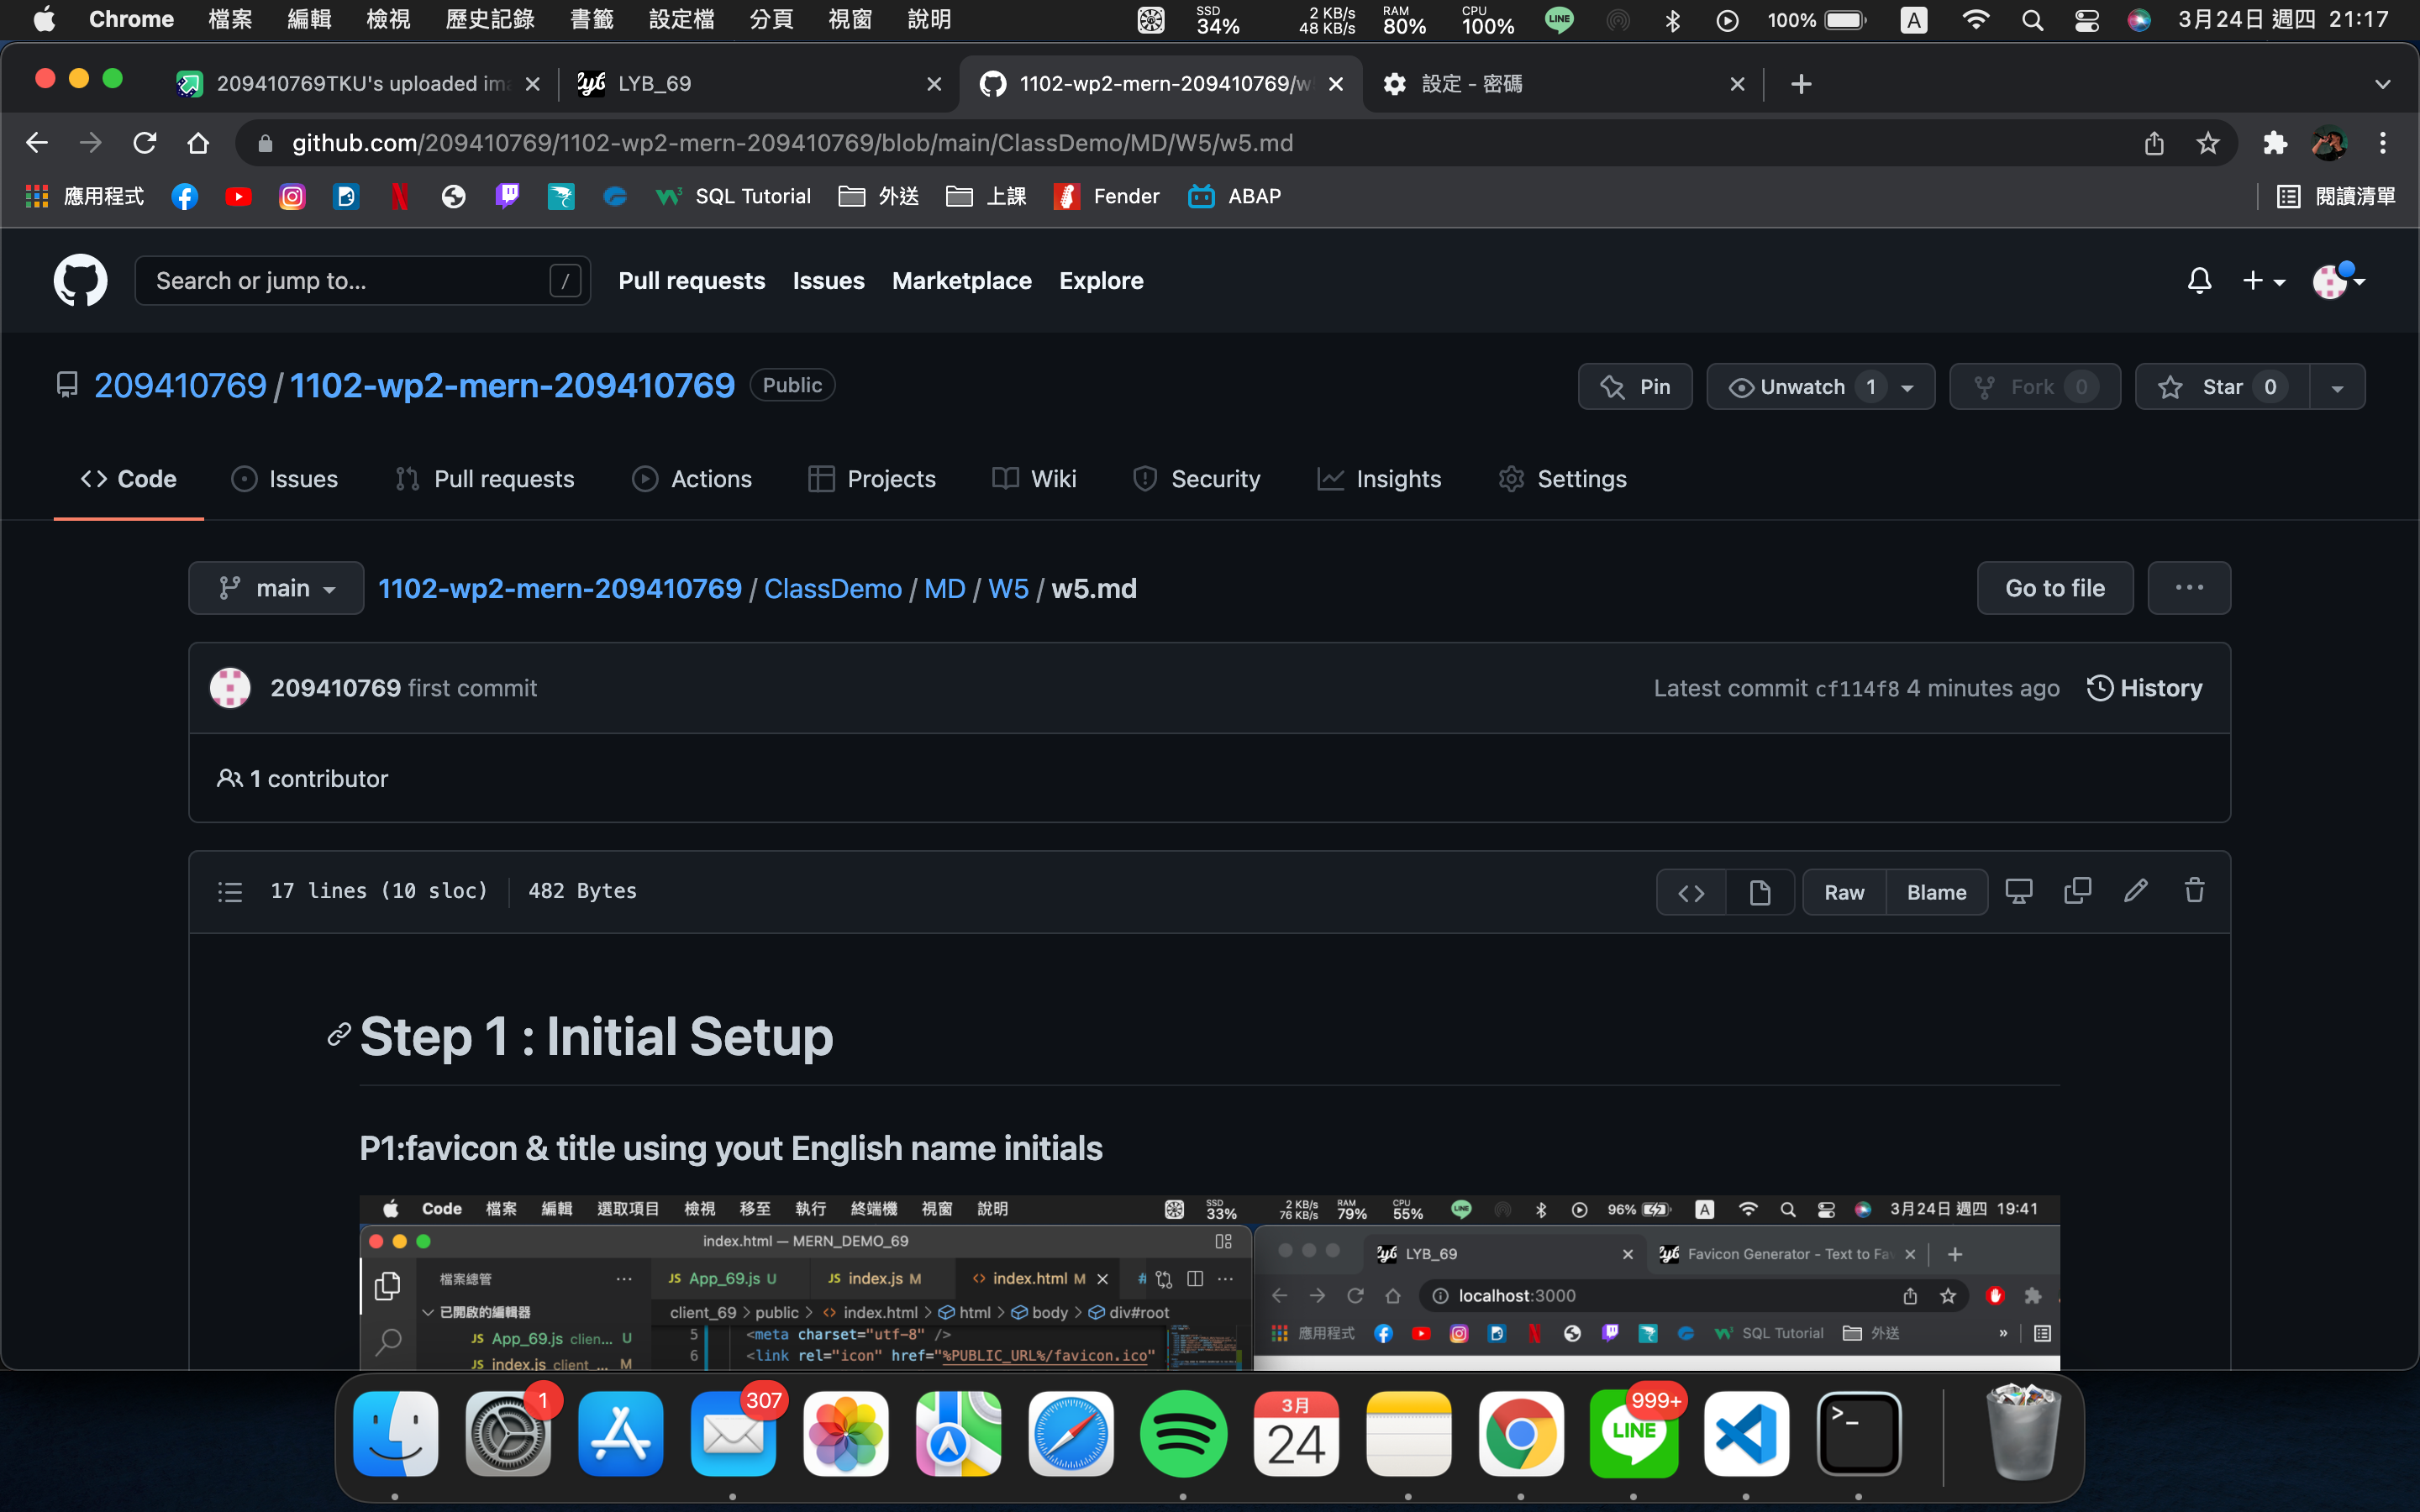 Chrome 檔案 編輯 檢視 歷史記錄 書籤 設定檔 分頁 視窗 說明 SSD 34% 2 KB/s 48 KB/s RAM 80% CPU 100% LINE 100% A 3月24日 週四 21:17
209410769TKU's uploaded ima LYB_69 1102-wp2-mern-209410769/w 設定 - 密碼
github.com/209410769/1102-wp2-mern-209410769/blob/main/ClassDemo/MD/W5/w5.md
應用程式 SQL Tutorial 外送 上課 Fender ABAP 閱讀清單
Search or jump to... / Pull requests Issues Marketplace Explore
209410769 / 1102-wp2-mern-209410769 Public Pin Unwatch 1 Fork 0 Star 0
Code Issues Pull requests Actions Projects Wiki Security Insights Settings
main 1102-wp2-mern-209410769 / ClassDemo / MD / W5 / w5.md Go to file ...
209410769 first commit Latest commit cf114f8 4 minutes ago History
1 contributor
17 lines (10 sloc) 482 Bytes <> Raw Blame
Step 1 : Initial Setup
P1:favicon & title using yout English name initials
Code 檔案 編輯 選取項目 檢視 移至 執行 終端機 視窗 說明 SSD 33% 2 KB/s 76 KB/s RAM 79% CPU 55% LINE 96% A 3月24日 週四 19:41
index.html — MERN_DEMO_69 LYB_69 Favicon Generator - Text to Fav
檔案總管 ... JS App_69.js U JS index.js M <> index.html M # ...
localhost:3000
已開啟的編輯器 client_69 > public > <> index.html > html > body > div#root
JS App_69.js clien... U 5 <meta charset="utf-8" /> 應用程式 SQL Tutorial 外送 »
JS index.js client_... M 6 <link rel="icon" href="%PUBLIC_URL%/favicon.ico"
1 307 3月 24 999+ LINE >_